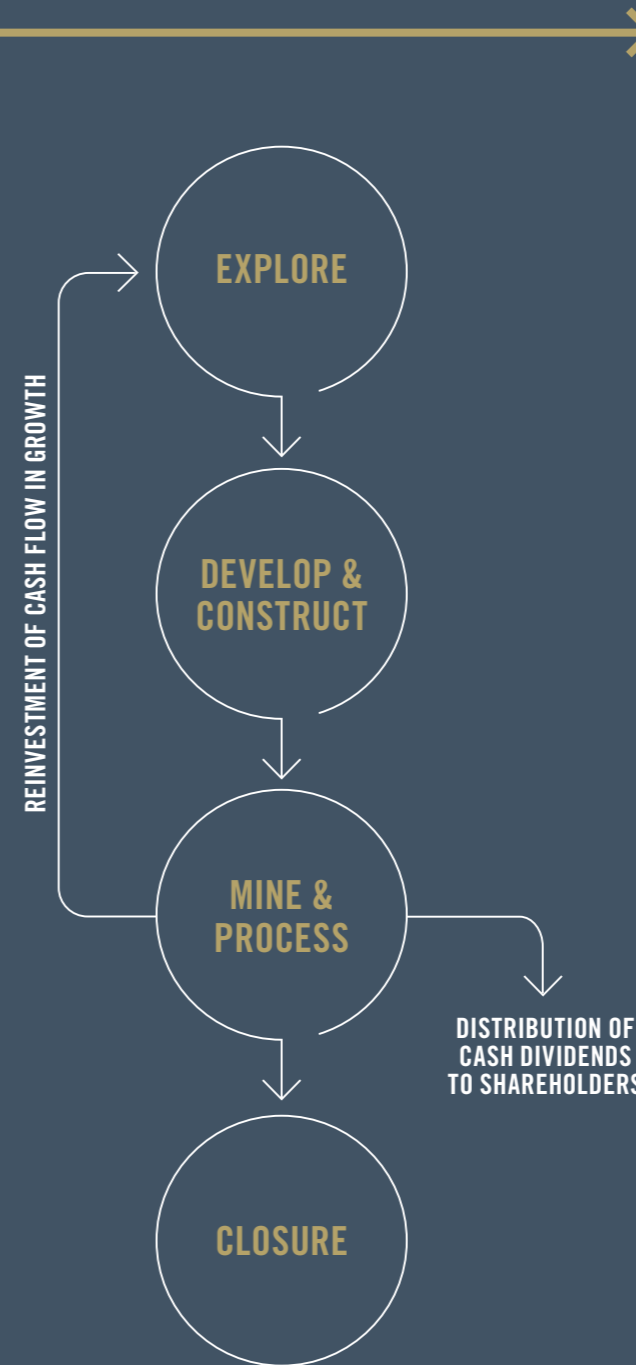 EXPLORE
REINVESTMENT OF CASH FLOW IN GROWTH
DEVELOP &
CONSTRUCT
MINE &
PROCESS
DISTRIBUTION OF
CASH DIVIDENDS
TO SHAREHOLDERS
CLOSURE